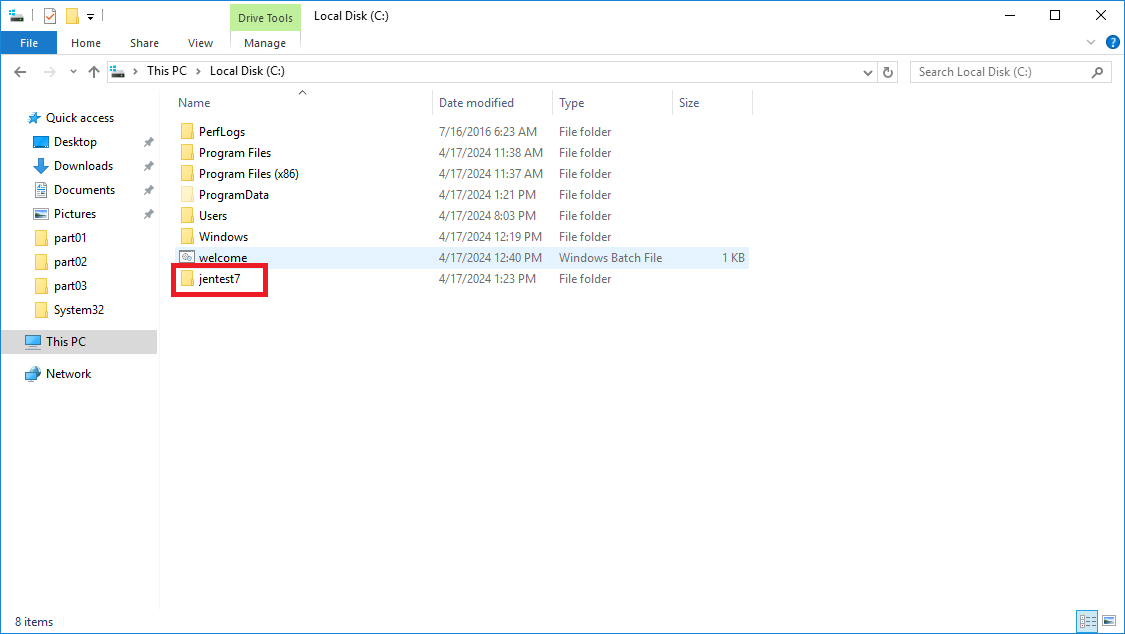 Drive Tools Local Disk (C:)
File Home Share View Manage ?
This PC Local Disk (C:) Search Local Disk (C:)
Name Date modified Type Size
Quick access
Desktop
Downloads
Documents
Pictures
part01
part02
part03
System32
This PC
Network
PerfLogs 7/16/2016 6:23 AM File folder
Program Files 4/17/2024 11:38 AM File folder
Program Files (x86) 4/17/2024 11:37 AM File folder
ProgramData 4/17/2024 1:21 PM File folder
Users 4/17/2024 8:03 PM File folder
Windows 4/17/2024 12:19 PM File folder
welcome 4/17/2024 12:40 PM Windows Batch File 1 KB
jentest7 4/17/2024 1:23 PM File folder
8 items